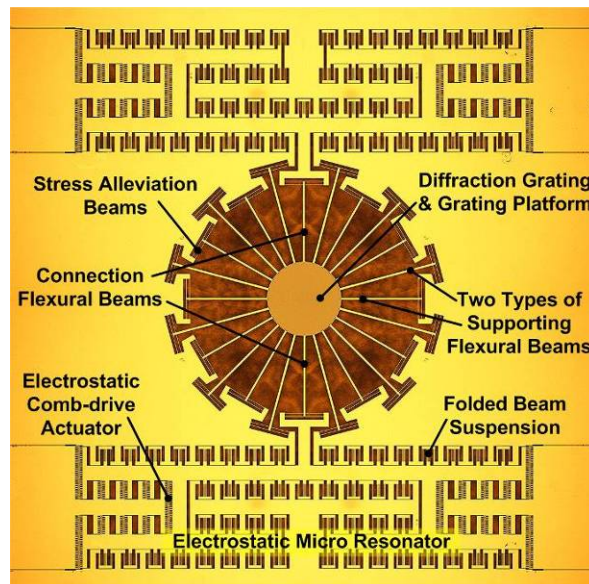 Stress Alleviation
Beams
Diffraction Grating
& Grating Platform
Connection
Flexural Beams
Two Types of
Supporting
Flexural Beams
Electrostatic
Comb-drive
Actuator
Folded Beam
Suspension
Electrostatic Micro Resonator